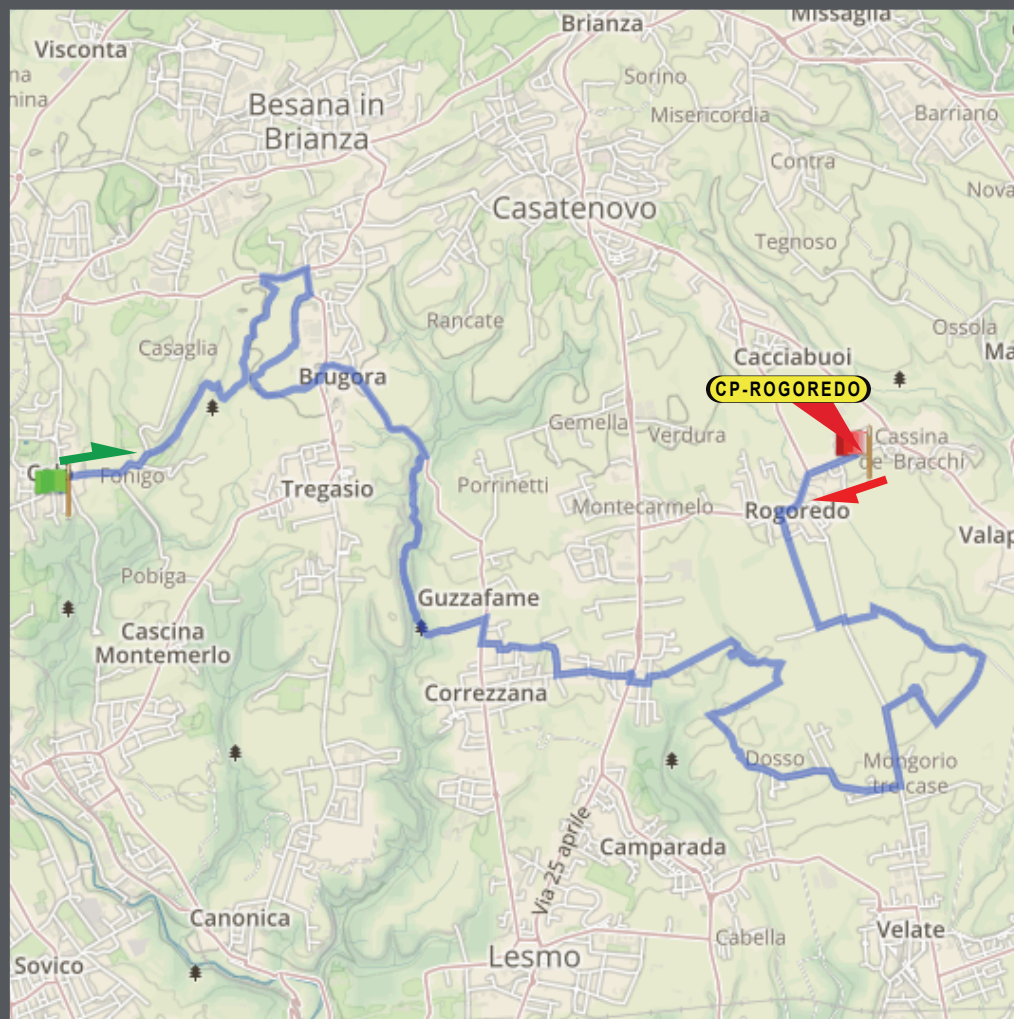 Brianza
Missaglia
Visconta
Sorino
Besana in
Brianza
Misericordia
Barriano
Contra
Nova
Casatenovo
Tegnoso
Rancate
Ossola
Casaglia
Cacciabuoi
Ma
Brugora
CP-ROGOREDO
Gemella
Verdura
Cassina
de' Bracchi
Fonigo
Tregasio
Porrinetti
Montecarmelo
Rogoredo
Valap
Pobiga
Guzzafame
Cascina
Montemerlo
Correzzana
Dosso
Mongorio
tre case
Via 25 aprile
Camparada
Canonica
Cabella
Velate
Lesmo
Sovico